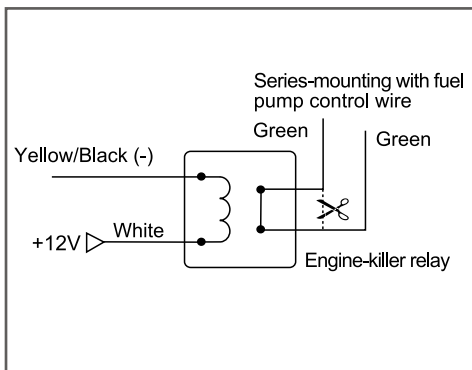 Series-mounting with fuel
pump control wire
Green
Green
Yellow/Black (-)
White
+12V
Engine-killer relay